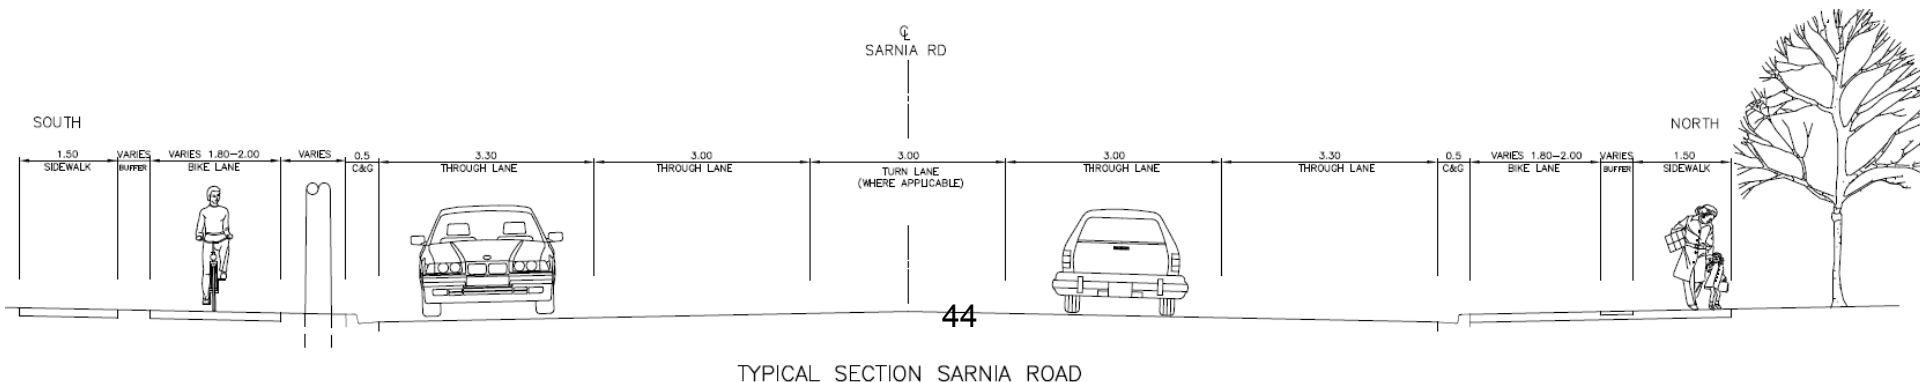 ℄
SARNIA RD
SOUTH
NORTH
1.50 VARIES VARIES 1.80-2.00 VARIES 0.5 3.30 3.00 3.00 3.00 3.30 0.5 VARIES 1.80-2.00 VARIES 1.50
SIDEWALK BUFFER BIKE LANE C&G THROUGH LANE THROUGH LANE TURN LANE THROUGH LANE THROUGH LANE C&G BIKE LANE BUFFER SIDEWALK
(WHERE APPLICABLE)
44
TYPICAL SECTION SARNIA ROAD